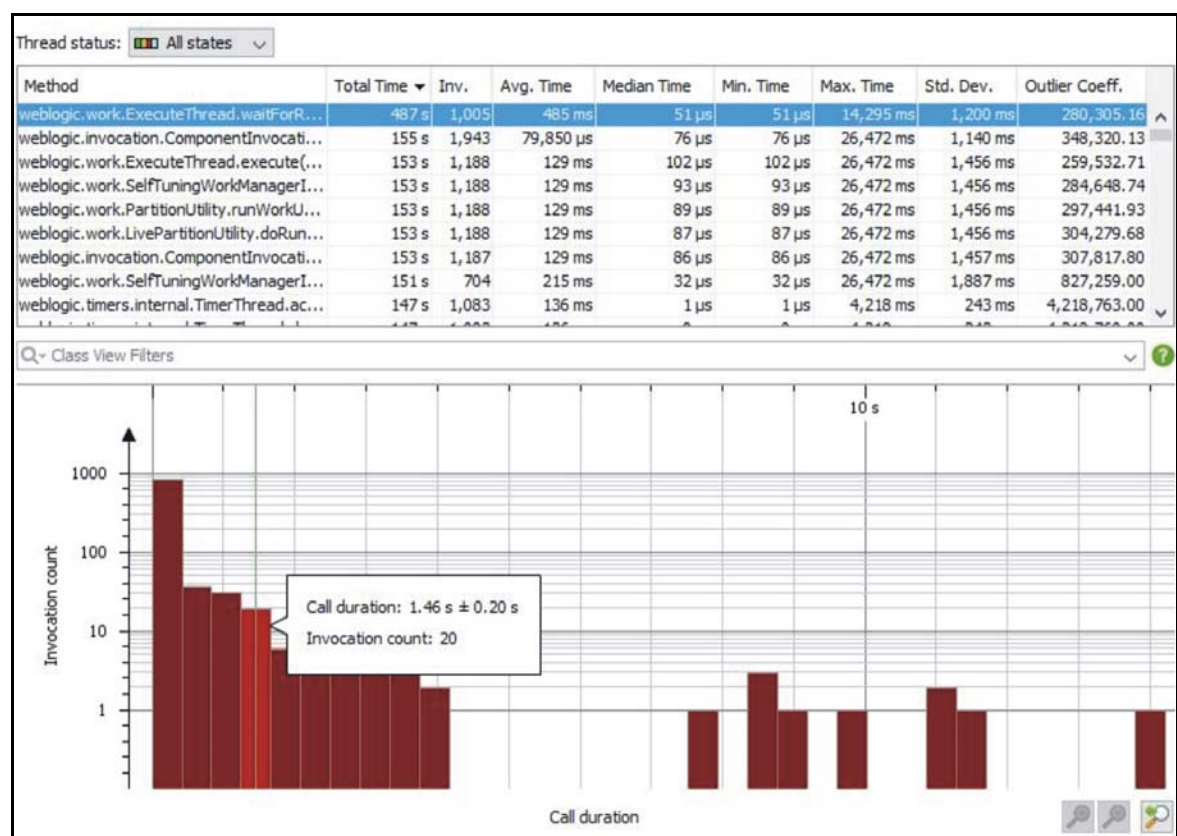 Thread status: All states
Method Total Time Inv. Avg. Time Median Time Min. Time Max. Time Std. Dev. Outlier Coeff.
weblogic.work.ExecuteThread.waitForR... 487 s 1,005 485 ms 51 µs 51 µs 14,295 ms 1,200 ms 280,305.16
weblogic.invocation.ComponentInvocati... 155 s 1,943 79,850 µs 76 µs 76 µs 26,472 ms 1,140 ms 348,320.13
weblogic.work.ExecuteThread.execute(... 153 s 1,188 129 ms 102 µs 102 µs 26,472 ms 1,456 ms 259,532.71
weblogic.work.SelfTuningWorkManagerI... 153 s 1,188 129 ms 93 µs 93 µs 26,472 ms 1,456 ms 284,648.74
weblogic.work.PartitionUtility.runWorkU... 153 s 1,188 129 ms 89 µs 89 µs 26,472 ms 1,456 ms 297,441.93
weblogic.work.LivePartitionUtility.doRun... 153 s 1,188 129 ms 87 µs 87 µs 26,472 ms 1,456 ms 304,279.68
weblogic.invocation.ComponentInvocati... 153 s 1,187 129 ms 86 µs 86 µs 26,472 ms 1,457 ms 307,817.80
weblogic.work.SelfTuningWorkManagerI... 151 s 704 215 ms 32 µs 32 µs 26,472 ms 1,887 ms 827,259.00
weblogic.timers.internal.TimerThread.ac... 147 s 1,083 136 ms 1 µs 1 µs 4,218 ms 243 ms 4,218,763.00
Class View Filters
10 s
1000
100
10
1
Invocation count
Call duration: 1.46 s ± 0.20 s
Invocation count: 20
Call duration